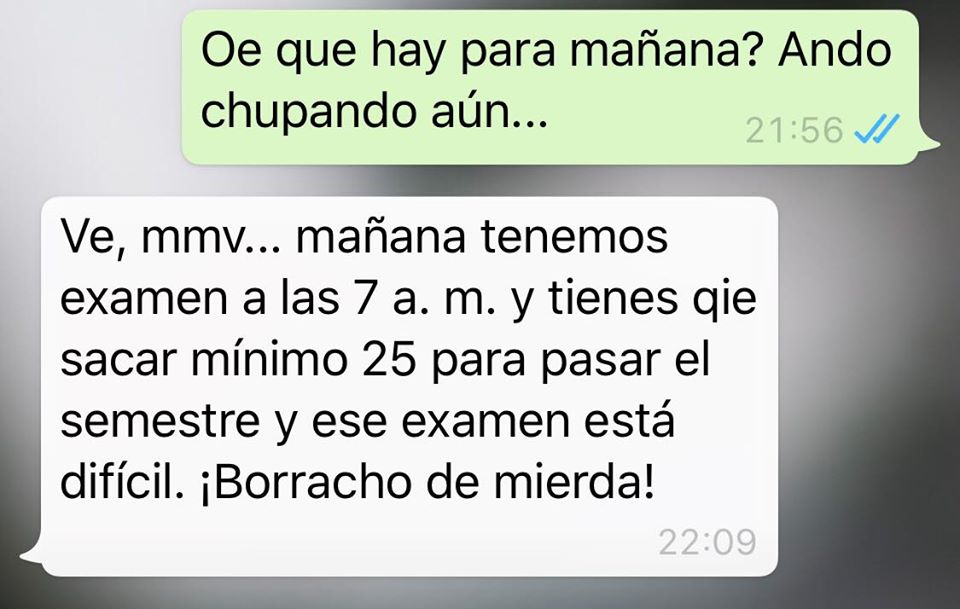 Oe que hay para mañana? Ando
chupando aún...
21:56
Ve, mmv... mañana tenemos
examen a las 7 a. m. y tienes qie
sacar mínimo 25 para pasar el
semestre y ese examen está
difícil. ¡Borracho de mierda!
22:09